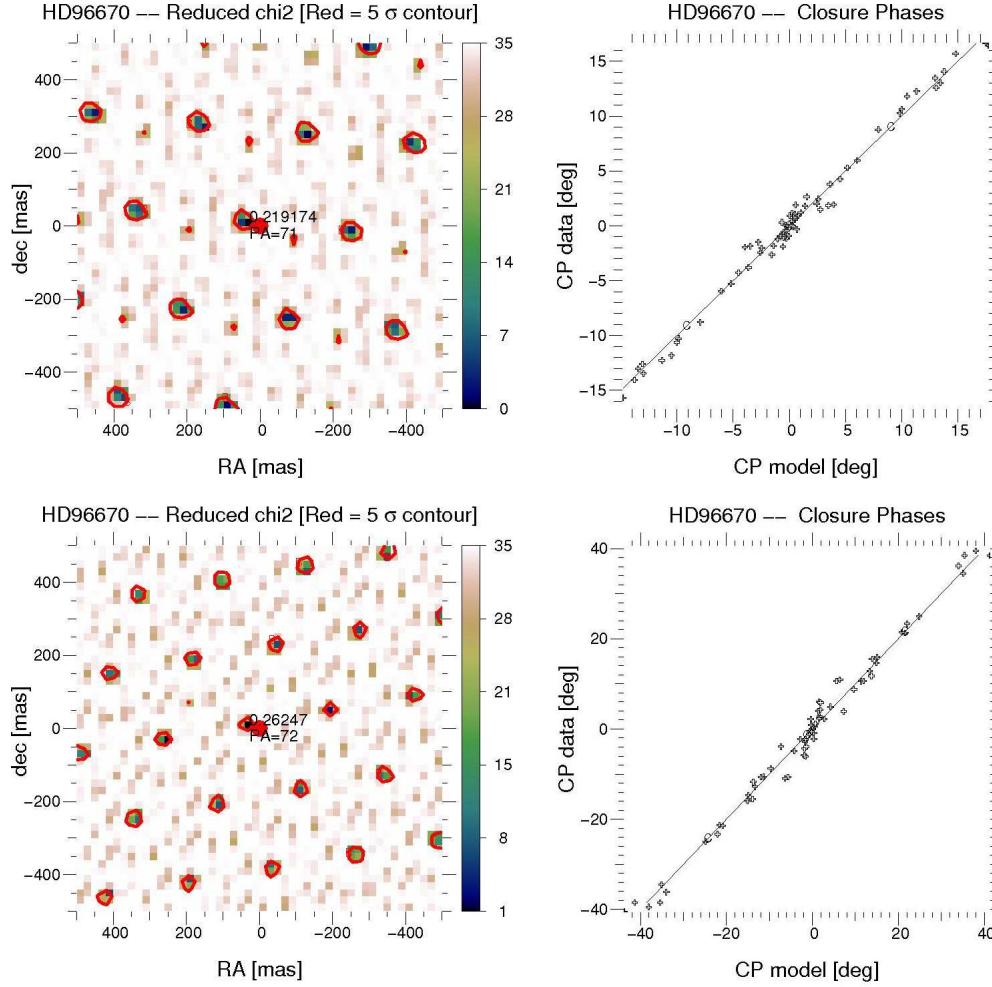 HD96670 −− Reduced chi2 [Red = 5 σ contour]
400
200
0
−200
−400
dec [mas]
0.219174
PA=71
400 200 0 −200 −400
RA [mas]
35
28
21
14
7
0
HD96670 −− Closure Phases
15
10
5
0
−5
−10
−15
CP data [deg]
−10 −5 0 5 10 15
CP model [deg]
HD96670 −− Reduced chi2 [Red = 5 σ contour]
400
200
0
−200
−400
dec [mas]
0.26247
PA=72
400 200 0 −200 −400
RA [mas]
35
28
21
15
8
1
HD96670 −− Closure Phases
40
20
0
−20
−40
CP data [deg]
−40 −20 0 20 40
CP model [deg]